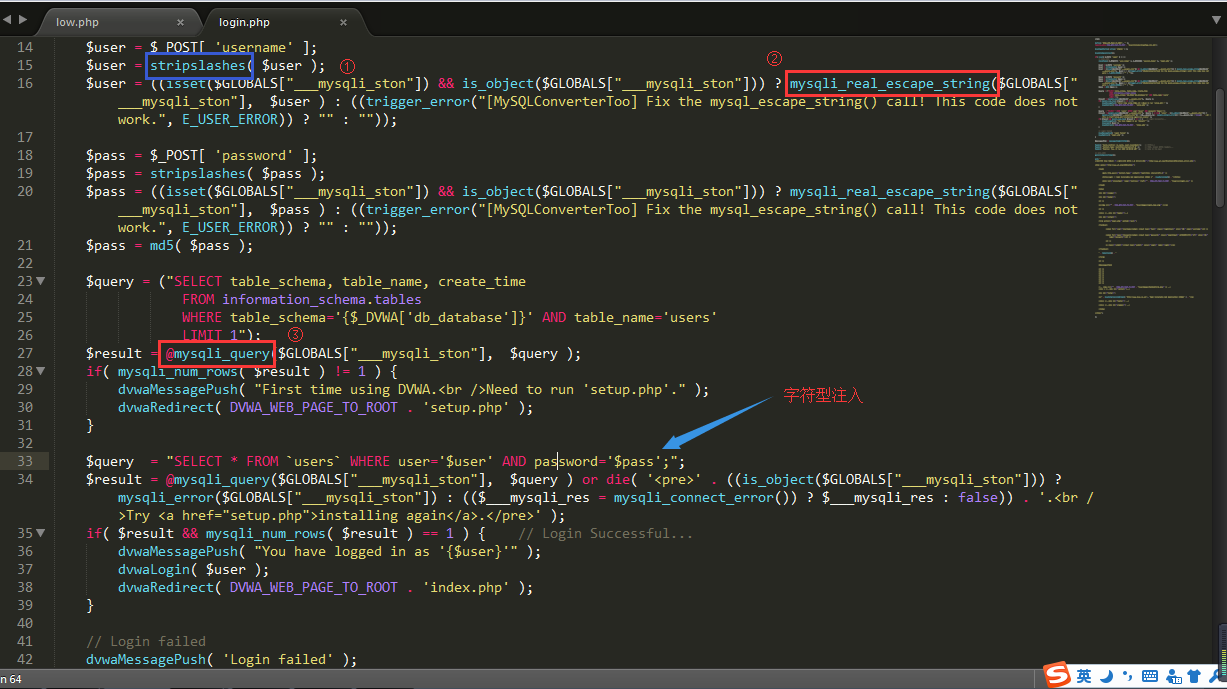 low.php × login.php ×
14 $user = $_POST[ 'username' ];
15 $user = stripslashes( $user ); ①
②
16 $user = ((isset($GLOBALS["___mysqli_ston"]) && is_object($GLOBALS["___mysqli_ston"])) ? mysqli_real_escape_string($GLOBALS["
___mysqli_ston"], $user ) : ((trigger_error("[MySQLConverterToo] Fix the mysql_escape_string() call! This code does not
work.", E_USER_ERROR)) ? "" : ""));
17
18 $pass = $_POST[ 'password' ];
19 $pass = stripslashes( $pass );
20 $pass = ((isset($GLOBALS["___mysqli_ston"]) && is_object($GLOBALS["___mysqli_ston"])) ? mysqli_real_escape_string($GLOBALS["
___mysqli_ston"], $pass ) : ((trigger_error("[MySQLConverterToo] Fix the mysql_escape_string() call! This code does not
work.", E_USER_ERROR)) ? "" : ""));
21 $pass = md5( $pass );
22
23 $query = ("SELECT table_schema, table_name, create_time
24 FROM information_schema.tables
25 WHERE table_schema='{$_DVWA['db_database']}' AND table_name='users'
26 LIMIT 1"); ③
27 $result = @mysqli_query($GLOBALS["___mysqli_ston"], $query );
28 if( mysqli_num_rows( $result ) != 1 ) {
29 dvwaMessagePush( "First time using DVWA.<br />Need to run 'setup.php'." );
30 dvwaRedirect( DVWA_WEB_PAGE_TO_ROOT . 'setup.php' );
字符型注入
31 }
32
33 $query = "SELECT * FROM `users` WHERE user='$user' AND password='$pass';";
34 $result = @mysqli_query($GLOBALS["___mysqli_ston"], $query ) or die( '<pre>' . ((is_object($GLOBALS["___mysqli_ston"])) ?
mysqli_error($GLOBALS["___mysqli_ston"]) : (($___mysqli_res = mysqli_connect_error()) ? $___mysqli_res : false)) . '.<br /
>Try <a href="setup.php">installing again</a>.</pre>' );
35 if( $result && mysqli_num_rows( $result ) == 1 ) { // Login Successful...
36 dvwaMessagePush( "You have logged in as '{$user}'" );
37 dvwaLogin( $user );
38 dvwaRedirect( DVWA_WEB_PAGE_TO_ROOT . 'index.php' );
39 }
40
41 // Login failed
42 dvwaMessagePush( 'Login failed' );
n 64
S 英